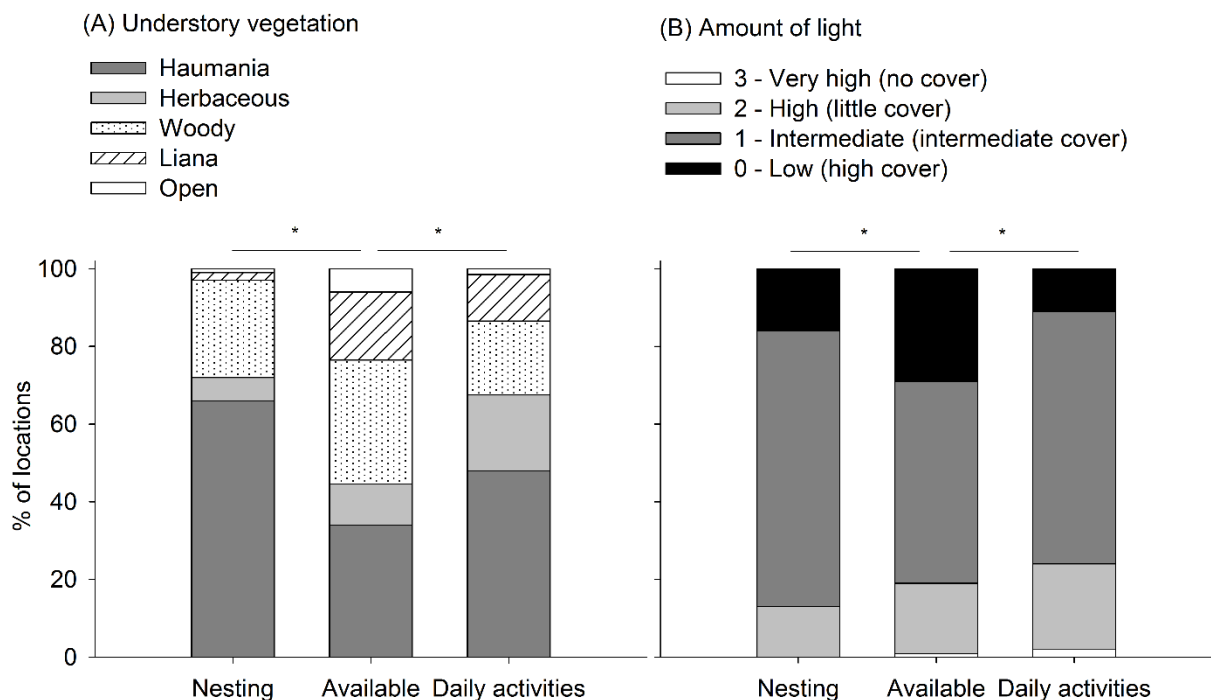 (A) Understory vegetation
Haumania
Herbaceous
Woody
Liana
Open
(B) Amount of light
3 - Very high (no cover)
2 - High (little cover)
1 - Intermediate (intermediate cover)
0 - Low (high cover)
% of locations
100
80
60
40
20
0
* *
Nesting Available Daily activities
* *
Nesting Available Daily activities